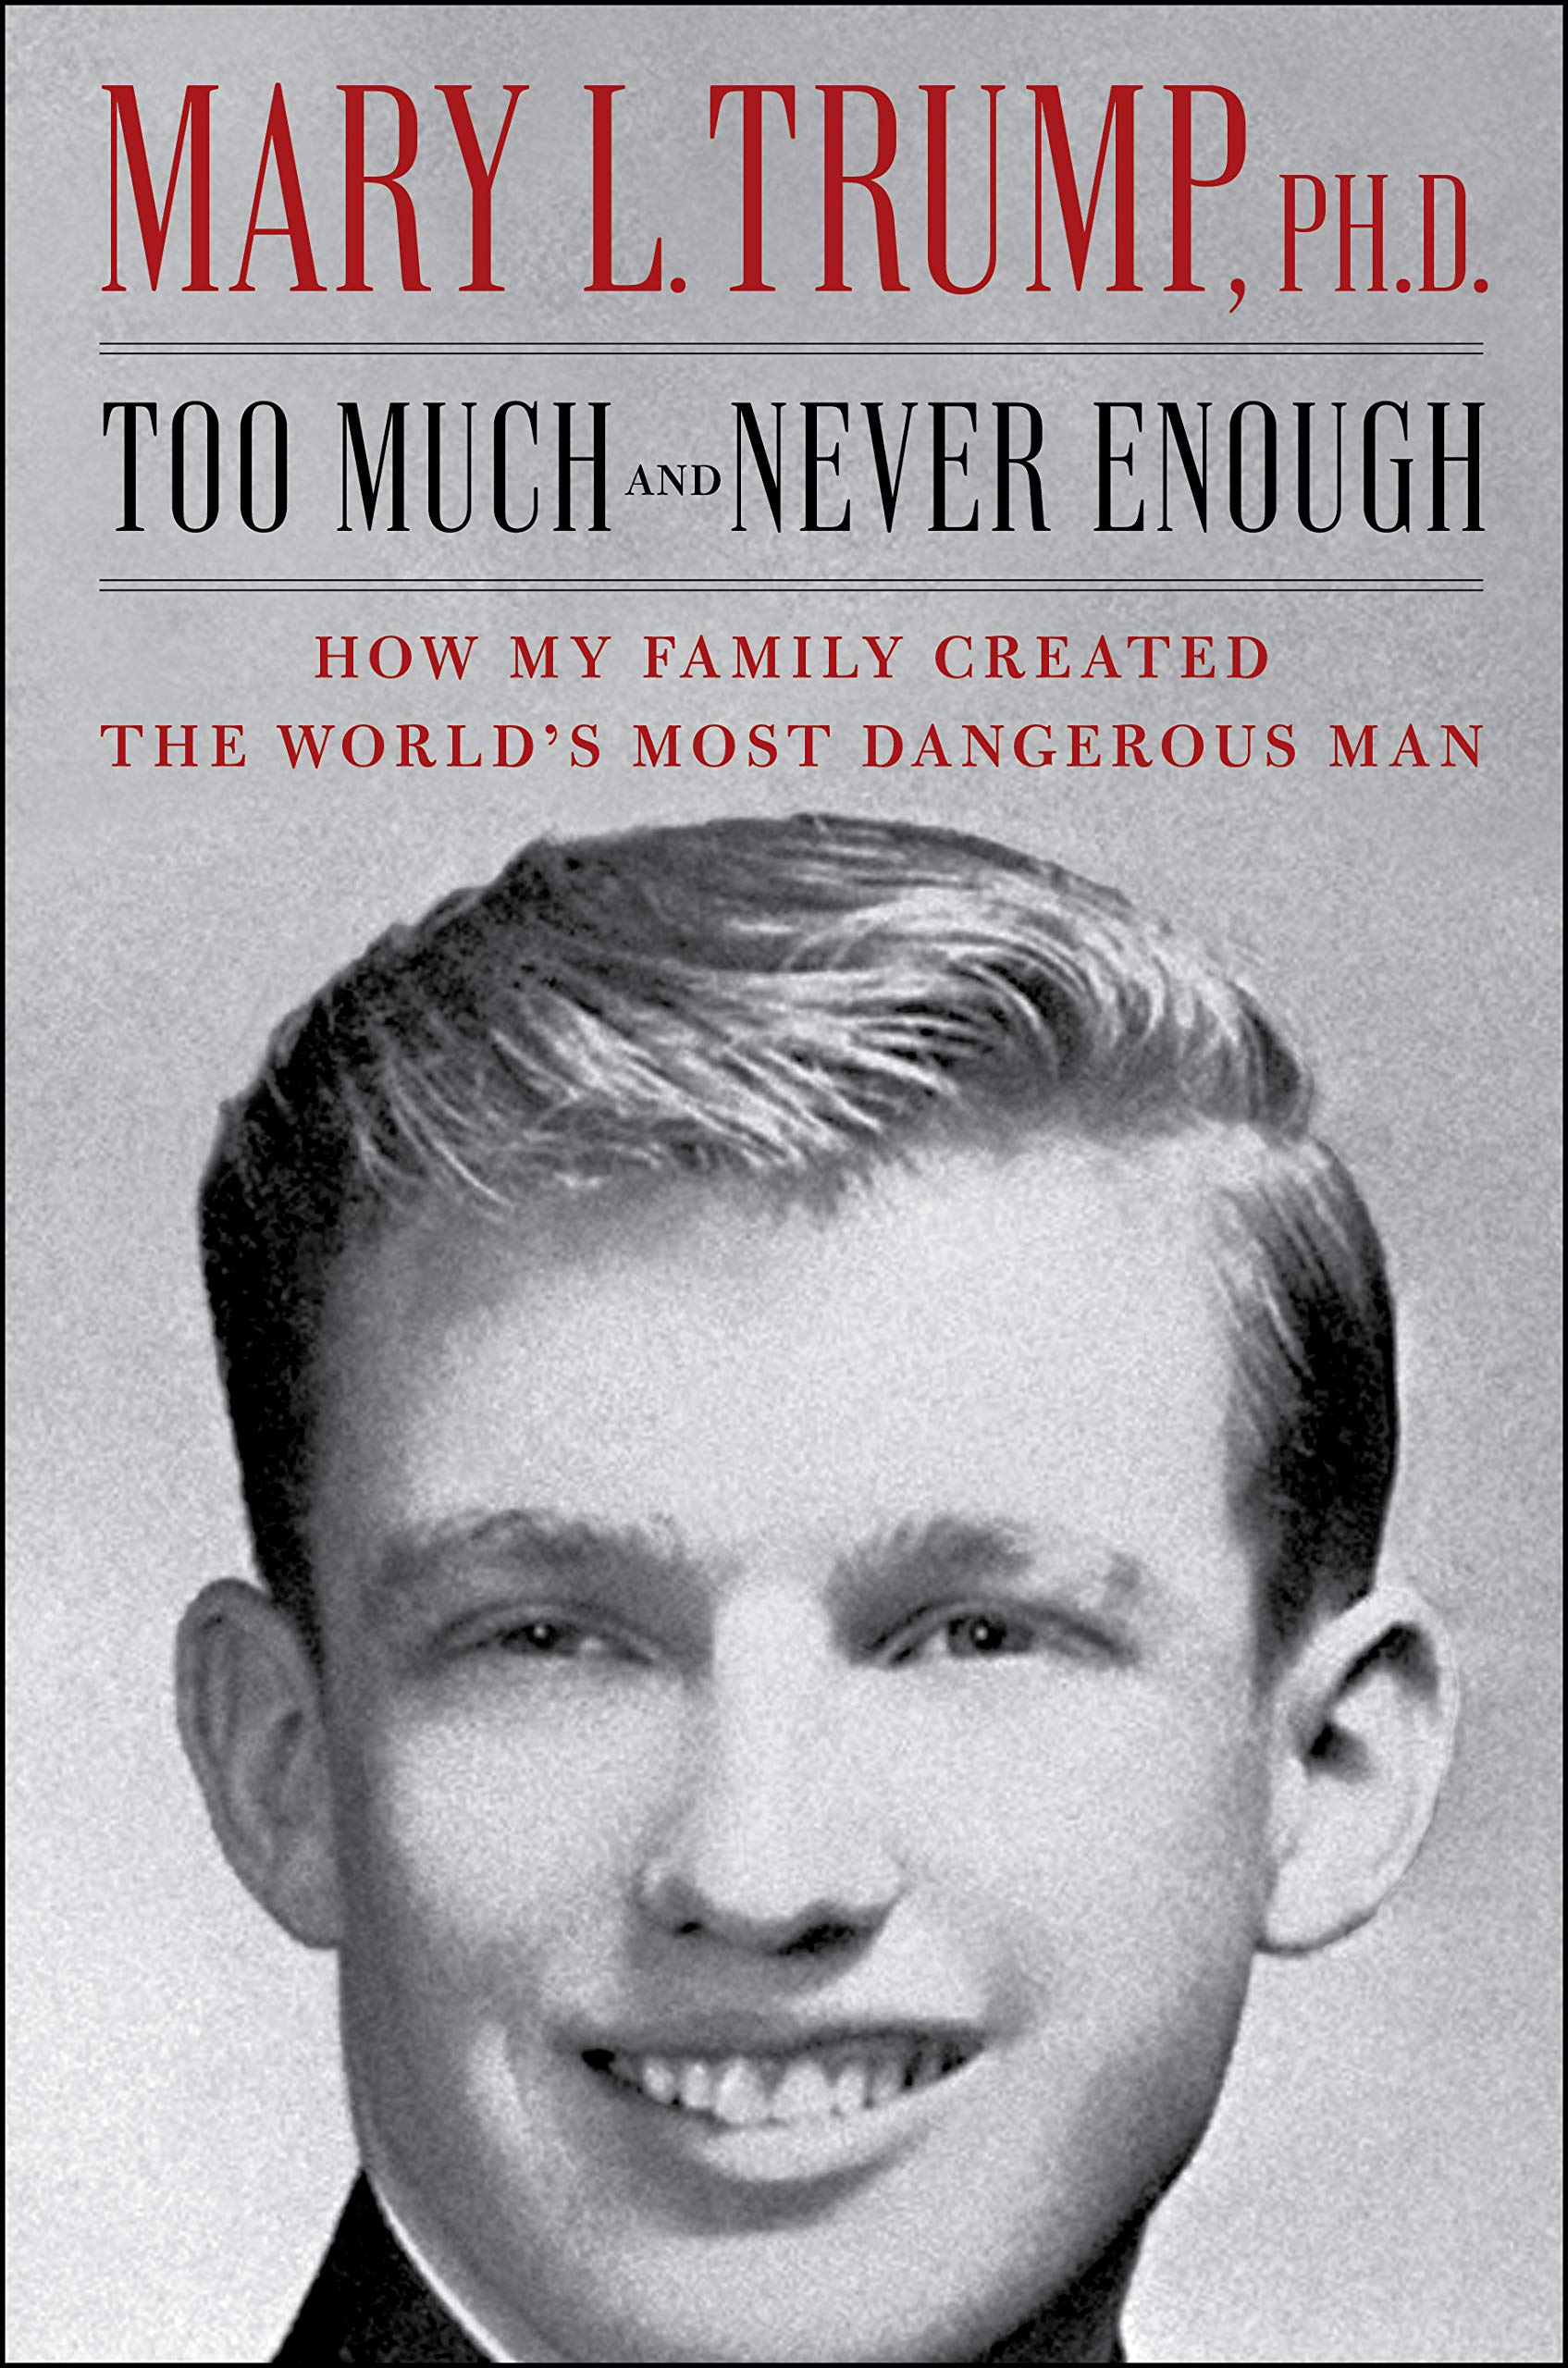 MARY L. TRUMP, PH.D.
TOO MUCH AND NEVER ENOUGH
HOW MY FAMILY CREATED
THE WORLD'S MOST DANGEROUS MAN